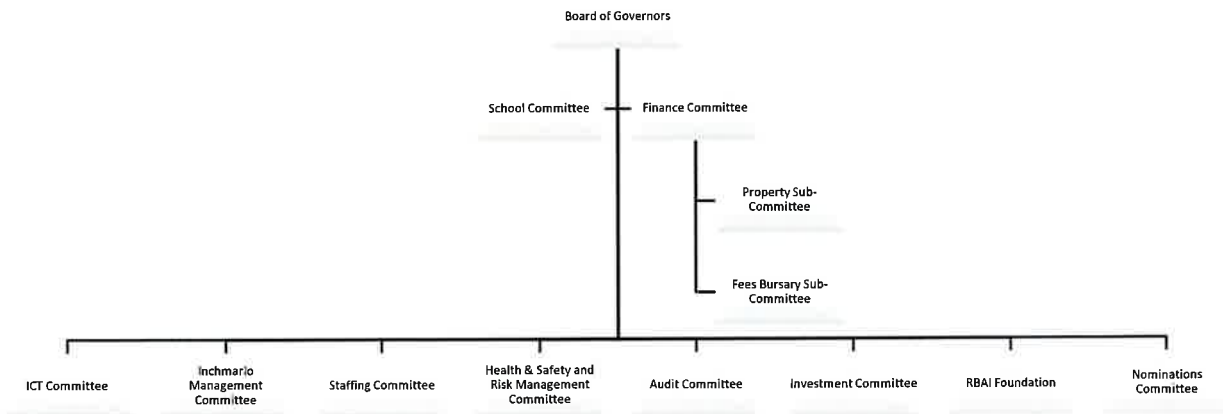 Board of Governors
School Committee
Finance Committee
Property Sub-
Committee
Fees Bursary Sub-
Committee
ICT Committee
Inchmarlo
Management
Committee
Staffing Committee
Health & Safety and
Risk Management
Committee
Audit Committee
Investment Committee
RBAI Foundation
Nominations
Committee